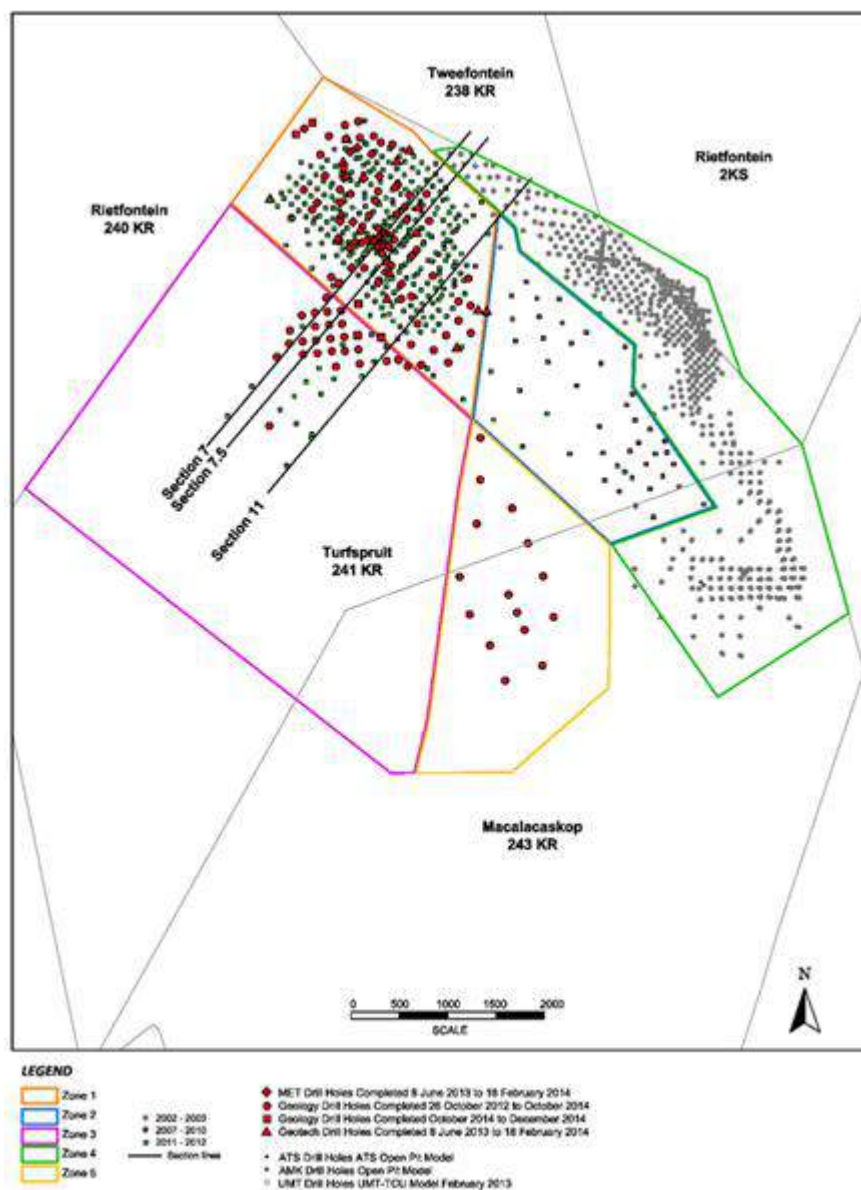 Tweefontein
238 KR
Rietfontein
2KS
Rietfontein
240 KR
Section 7
Section 7.5
Section 11
Turfspruit
241 KR
Macalacaskop
243 KR
N
0 500 1000 1500 2000
SCALE
LEGEND
Zone 1
Zone 2
Zone 3
Zone 4
Zone 5
2002 - 2003
2007 - 2010
2011 - 2012
Section lines
MET Drill Holes Completed 8 June 2013 to 18 February 2014
Geology Drill Holes Completed 26 October 2012 to October 2014
Geology Drill Holes Completed October 2014 to December 2014
Geotech Drill Holes Completed 8 June 2013 to 18 February 2014
ATS Drill Holes ATS Open Pit Model
AMK Drill Holes Open Pit Model
UMT Drill Holes UMT-TCU Model February 2013